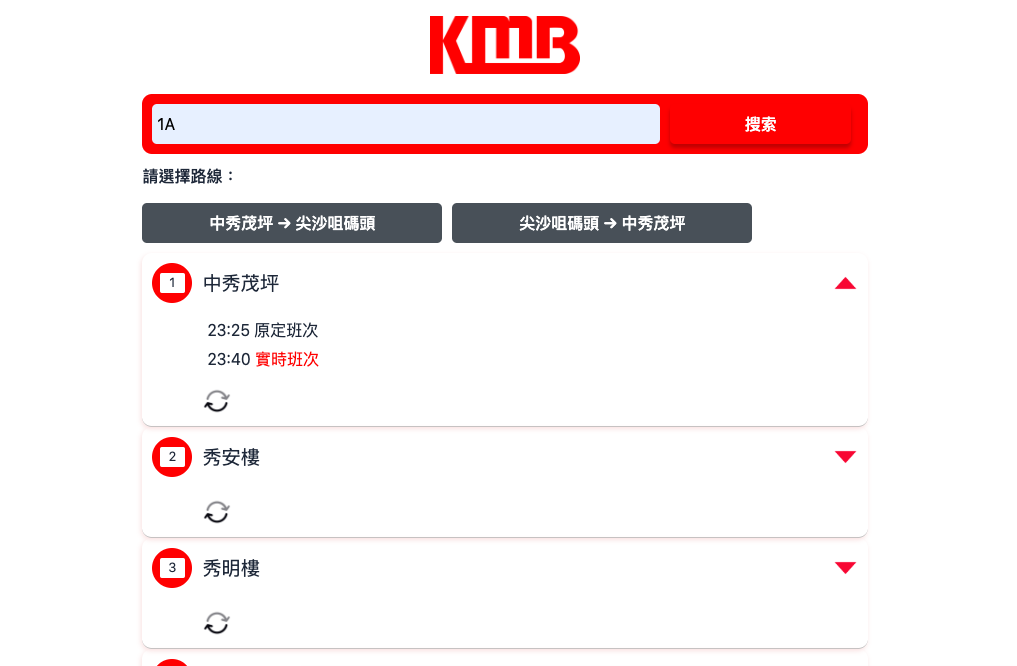 KMB
1A
搜索
請選擇路線：
中秀茂坪 → 尖沙咀碼頭
尖沙咀碼頭 → 中秀茂坪
1 中秀茂坪
23:25 原定班次
23:40 實時班次
2 秀安樓
3 秀明樓